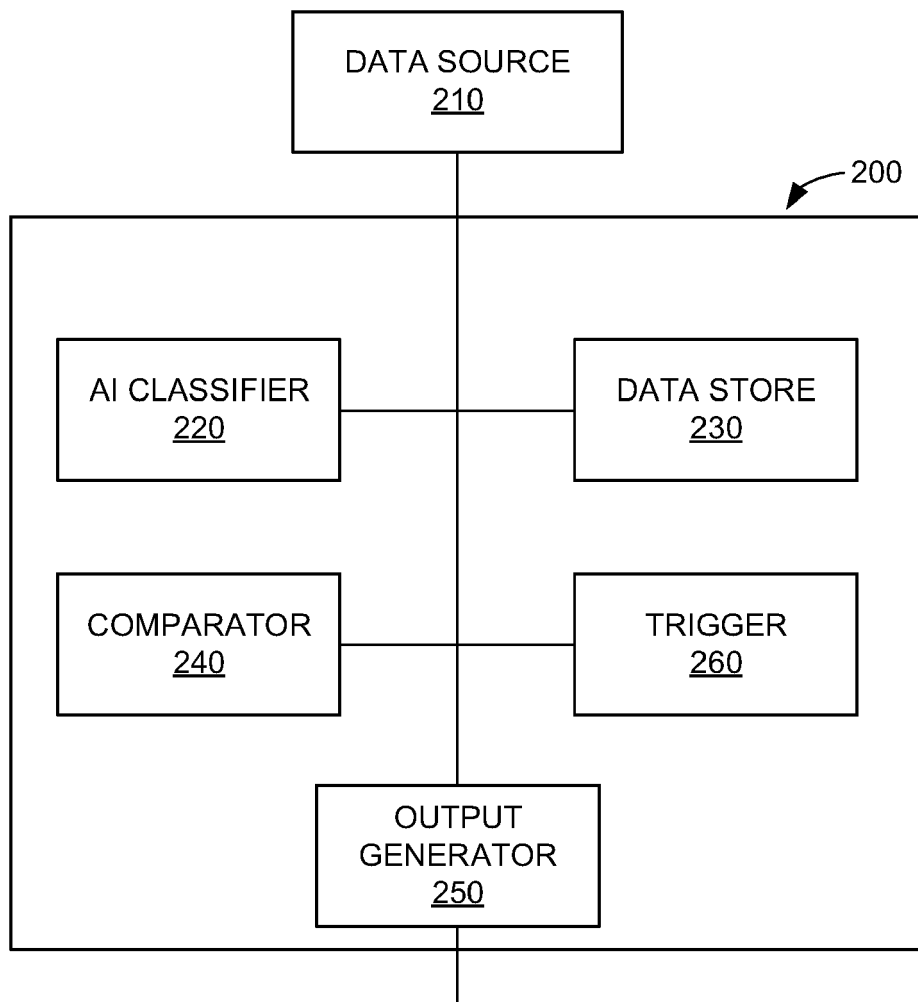 DATA SOURCE
210
200
AI CLASSIFIER
220
DATA STORE
230
COMPARATOR
240
TRIGGER
260
OUTPUT
GENERATOR
250